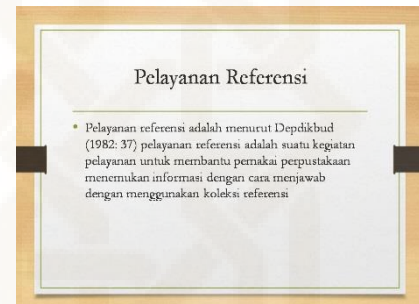 Pelayanan Referensi
• Pelayanan referensi adalah menurut Depdikbud
(1982: 37) pelayanan referensi adalah suatu kegiatan
pelayanan untuk membantu pemakai perpustakaan
menemukan informasi dengan cara menjawab
dengan menggunakan koleksi referensi